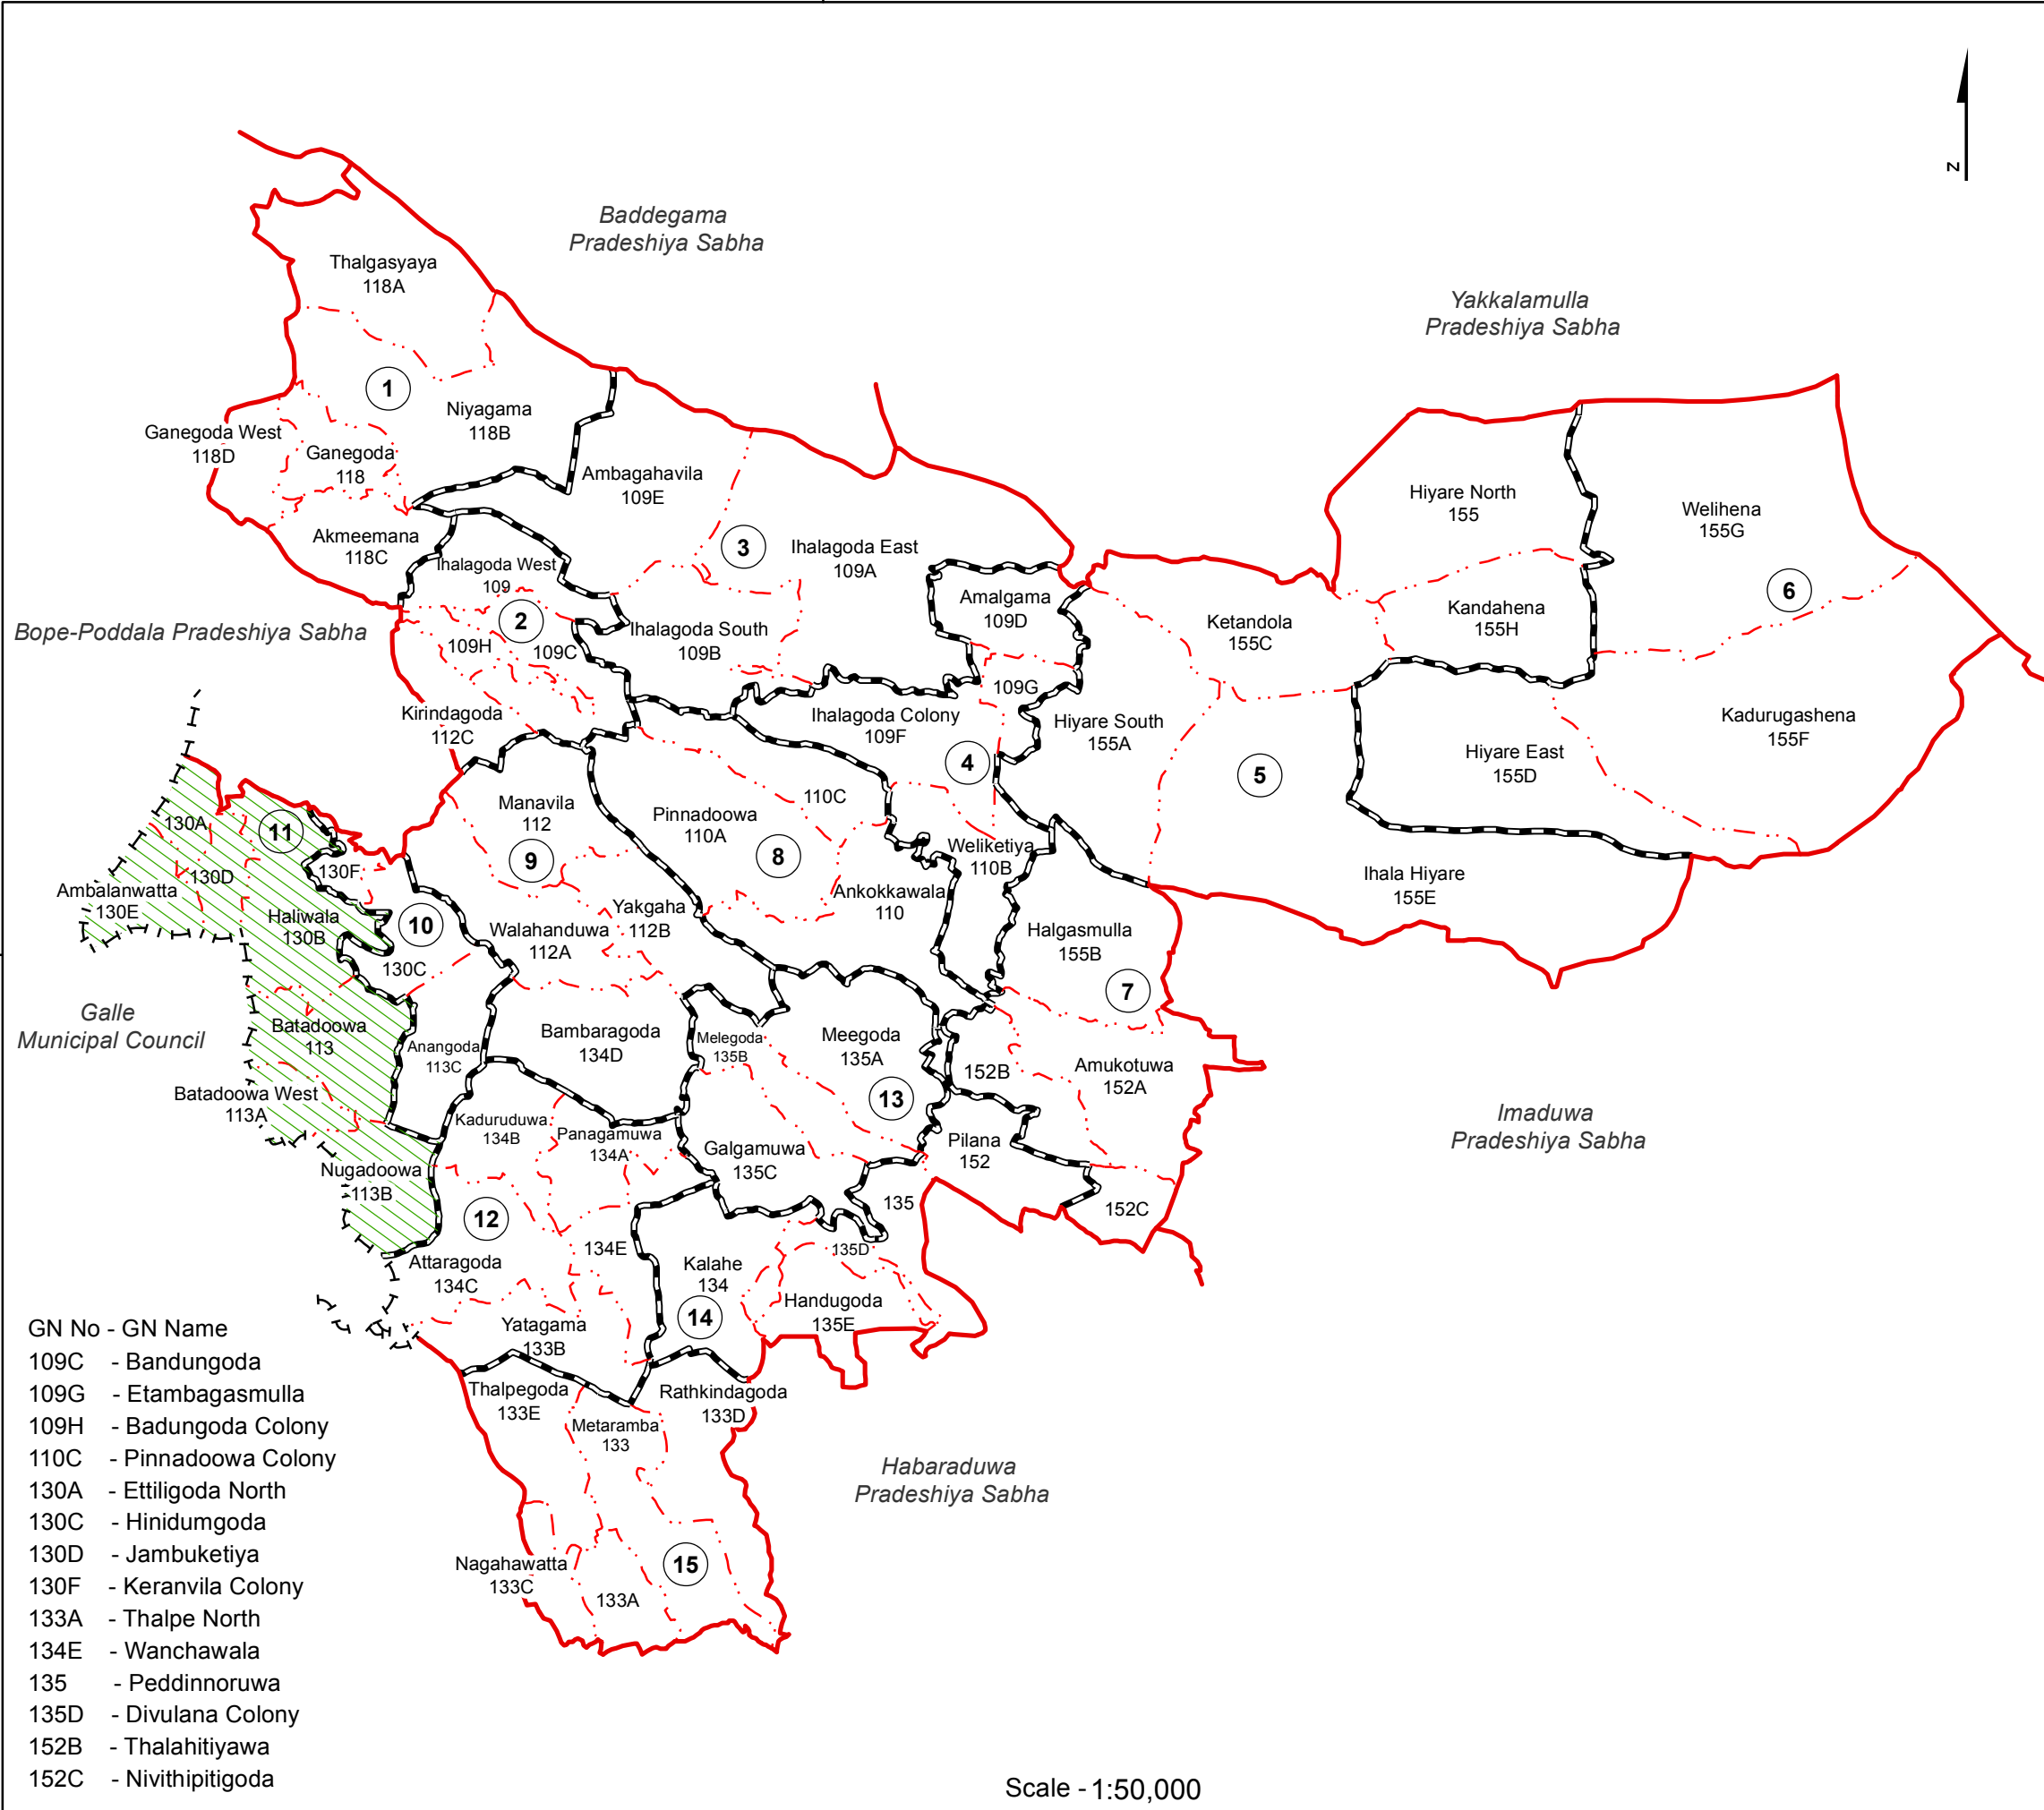 N
Baddegama
Pradeshiya Sabha
Yakkalamulla
Pradeshiya Sabha
Thalgasyaya
118A
1
Niyagama
118B
Ganegoda West
118D
Ganegoda
118
Akmeemana
118C
Ambagahavila
109E
3
Ihalagoda East
109A
Ihalagoda West
109
2
109H
109C
Ihalagoda South
109B
Amalgama
109D
109G
Hiyare North
155
Welihena
155G
6
Kandahena
155H
Ketandola
155C
Bope-Poddala Pradeshiya Sabha
Kirindagoda
112C
Ihalagoda Colony
109F
4
Hiyare South
155A
5
Hiyare East
155D
Kadurugashena
155F
Ihala Hiyare
155E
Manavila
112
9
Pinnadoowa
110A
110C
8
Weliketiya
110B
Ankokkawala
110
130A
11
130F
130D
Ambalanwatta
130E
Haliwala
130B
10
130C
Walahanduwa
112A
Yakgaha
112B
Halgasmulla
155B
7
Galle
Municipal Council
Batadoowa
113
Anangoda
113C
Bambaragoda
134D
Melegoda
135B
Meegoda
135A
13
152B
Amukotuwa
152A
Imaduwa
Pradeshiya Sabha
Batadoowa West
113A
Kaduruduwa
134B
Panagamuwa
134A
Galgamuwa
135C
Pilana
152
152C
Nugadoowa
113B
12
135
134E
135D
Attaragoda
134C
Kalahe
134
14
Handugoda
135E
Yatagama
133B
Thalpegoda
133E
Metaramba
133
Rathkindagoda
133D
Habaraduwa
Pradeshiya Sabha
Nagahawatta
133C
133A
15
GN No - GN Name
109C - Bandungoda
109G - Etambagasmulla
109H - Badungoda Colony
110C - Pinnadoowa Colony
130A - Ettiligoda North
130C - Hinidumgoda
130D - Jambuketiya
130F - Keranvila Colony
133A - Thalpe North
134E - Wanchawala
135 - Peddinnoruwa
135D - Divulana Colony
152B - Thalahitiyawa
152C - Nivithipitigoda
Scale - 1:50,000